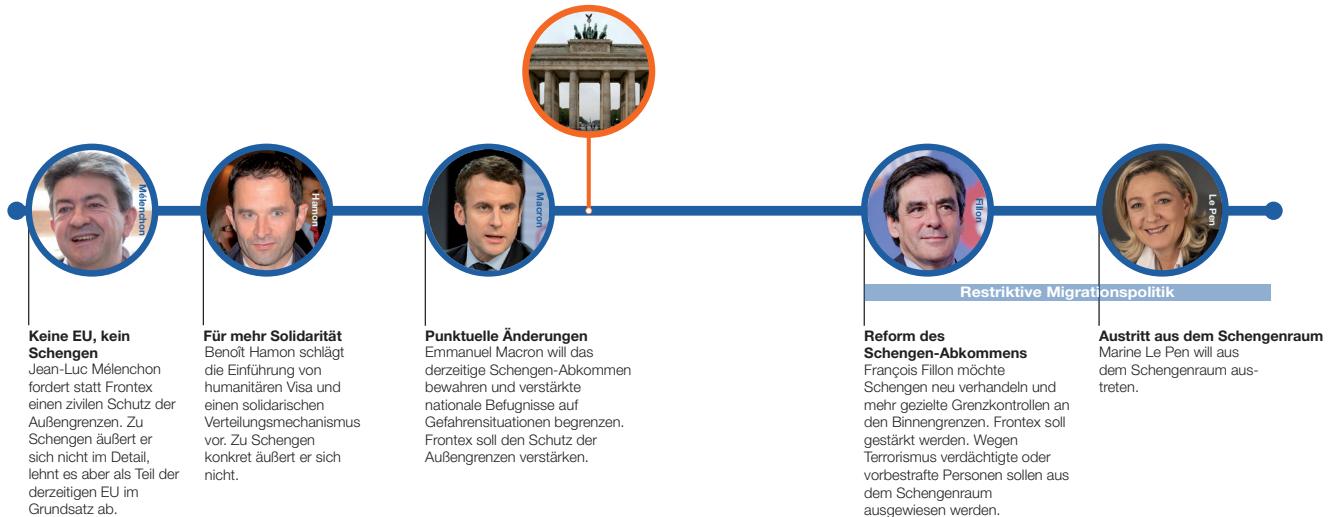 Mélenchon
Hamon
Macron
Fillon
Le Pen
Restriktive Migrationspolitik
Keine EU, kein
Schengen
Jean-Luc Mélenchon
fordert statt Frontex
einen zivilen Schutz der
Außengrenzen. Zu
Schengen äußert er
sich nicht im Detail,
lehnt es aber als Teil der
derzeitigen EU im
Grundsatz ab.
Für mehr Solidarität
Benoît Hamon schlägt
die Einführung von
humanitären Visa und
einen solidarischen
Verteilungsmechanismus
vor. Zu Schengen
konkret äußert er sich
nicht.
Punktuelle Änderungen
Emmanuel Macron will das
derzeitige Schengen-Abkommen
bewahren und verstärkte
nationale Befugnisse auf
Gefahrensituationen begrenzen.
Frontex soll den Schutz der
Außengrenzen verstärken.
Reform des
Schengen-Abkommens
François Fillon möchte
Schengen neu verhandeln und
mehr gezielte Grenzkontrollen an
den Binnengrenzen. Frontex soll
gestärkt werden. Wegen
Terrorismus verdächtigte oder
vorbestrafte Personen sollen aus
dem Schengenraum
ausgewiesen werden.
Austritt aus dem Schengenraum
Marine Le Pen will aus
dem Schengenraum aus-
treten.